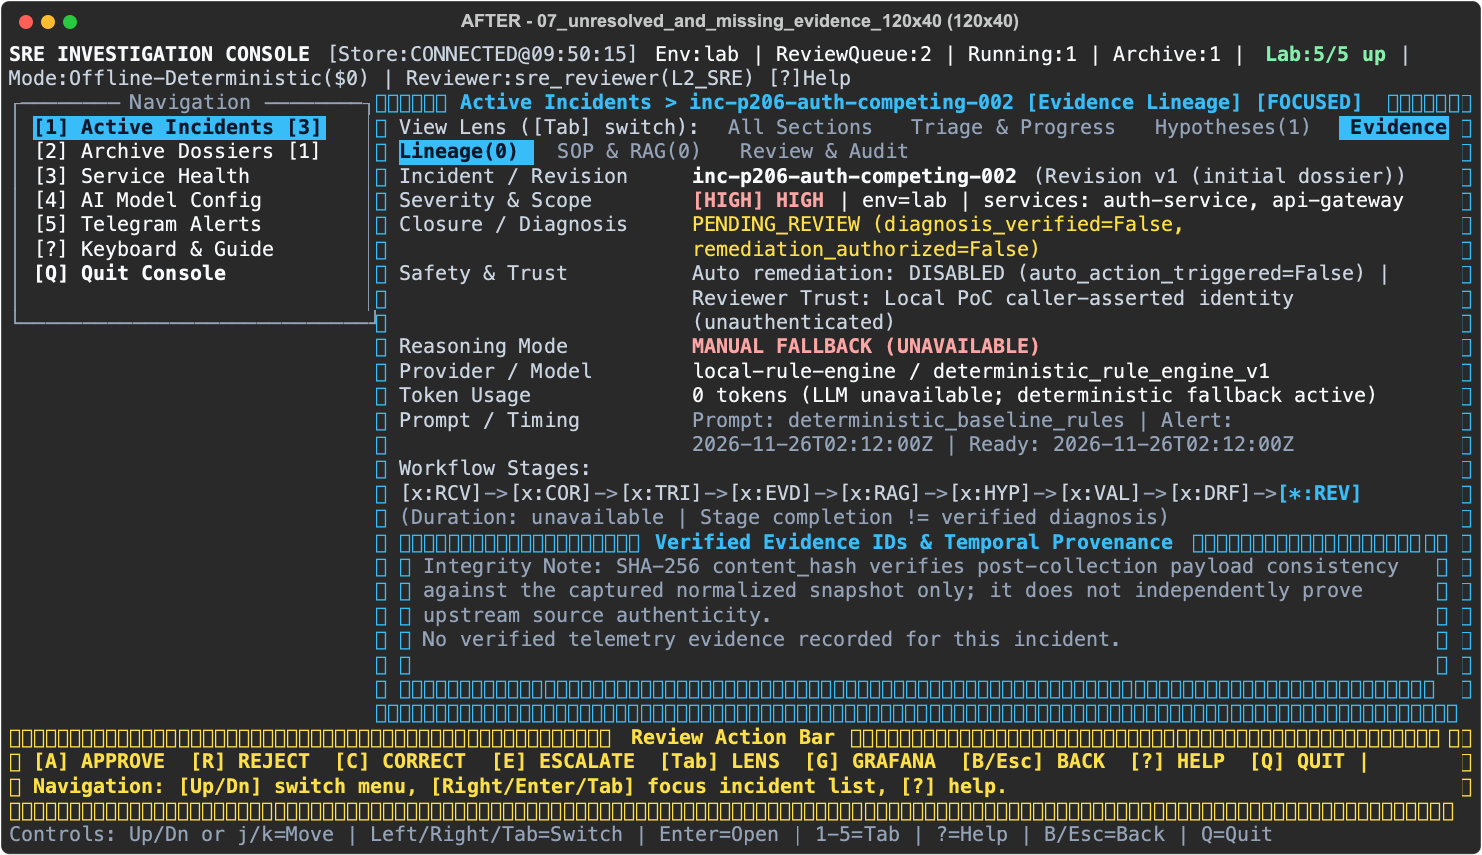 AFTER - 07_unresolved_and_missing_evidence_120x40 (120x40)
SRE INVESTIGATION CONSOLE [Store:CONNECTED@09:50:15] Env:lab | ReviewQueue:2 | Running:1 | Archive:1 | Lab:5/5 up |
Mode:Offline-Deterministic($0) | Reviewer:sre_reviewer(L2_SRE) [?]Help
Navigation
[1] Active Incidents [3]
[2] Archive Dossiers [1]
[3] Service Health
[4] AI Model Config
[5] Telegram Alerts
[?] Keyboard & Guide
[Q] Quit Console
Active Incidents > inc-p206-auth-competing-002 [Evidence Lineage] [FOCUSED]
View Lens ([Tab] switch): All Sections Triage & Progress Hypotheses(1) Evidence
Lineage(0) SOP & RAG(0) Review & Audit
Incident / Revision inc-p206-auth-competing-002 (Revision v1 (initial dossier))
Severity & Scope [HIGH] HIGH | env=lab | services: auth-service, api-gateway
Closure / Diagnosis PENDING_REVIEW (diagnosis_verified=False,
remediation_authorized=False)
Safety & Trust Auto remediation: DISABLED (auto_action_triggered=False) |
Reviewer Trust: Local PoC caller-asserted identity
(unauthenticated)
Reasoning Mode MANUAL FALLBACK (UNAVAILABLE)
Provider / Model local-rule-engine / deterministic_rule_engine_v1
Token Usage 0 tokens (LLM unavailable; deterministic fallback active)
Prompt / Timing Prompt: deterministic_baseline_rules | Alert:
2026-11-26T02:12:00Z | Ready: 2026-11-26T02:12:00Z
Workflow Stages:
[x:RCV]->[x:COR]->[x:TRI]->[x:EVD]->[x:RAG]->[x:HYP]->[x:VAL]->[x:DRF]->[*:REV]
(Duration: unavailable | Stage completion != verified diagnosis)
Verified Evidence IDs & Temporal Provenance
Integrity Note: SHA-256 content_hash verifies post-collection payload consistency
against the captured normalized snapshot only; it does not independently prove
upstream source authenticity.
No verified telemetry evidence recorded for this incident.
Review Action Bar
[A] APPROVE [R] REJECT [C] CORRECT [E] ESCALATE [Tab] LENS [G] GRAFANA [B/Esc] BACK [?] HELP [Q] QUIT |
Navigation: [Up/Dn] switch menu, [Right/Enter/Tab] focus incident list, [?] help.
Controls: Up/Dn or j/k=Move | Left/Right/Tab=Switch | Enter=Open | 1-5=Tab | ?=Help | B/Esc=Back | Q=Quit